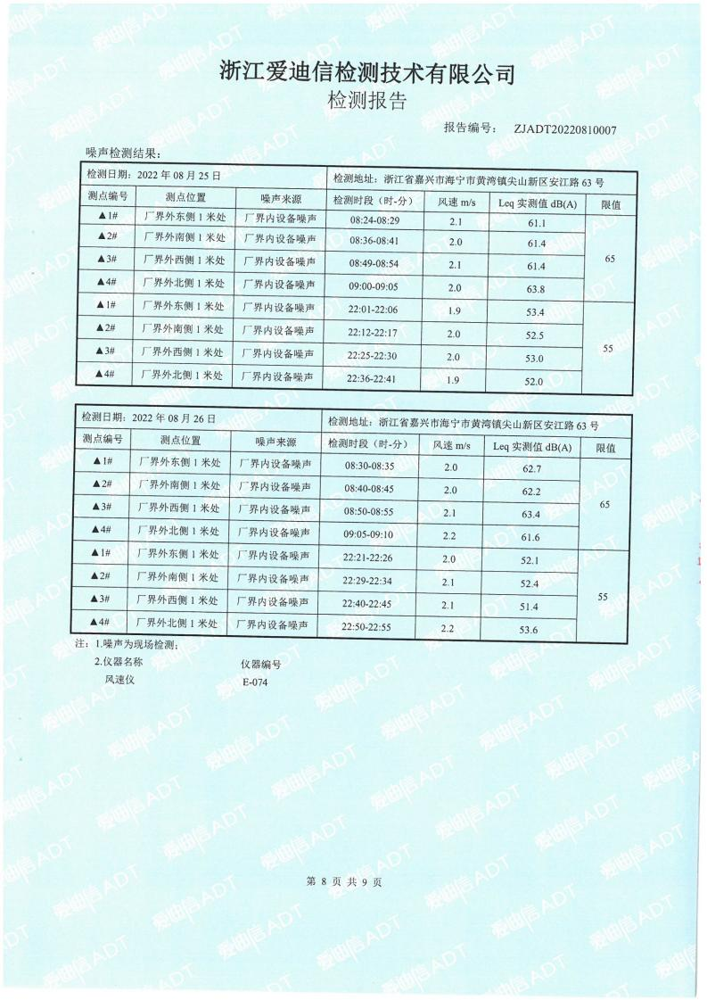 浙江爱迪信检测技术有限公司
检测报告
报告编号： ZJADT20220810007
噪声检测结果：
检测日期：2022 年 08 月 25 日 检测地址：浙江省嘉兴市海宁市黄湾镇尖山新区安江路 63 号
测点编号 测点位置 噪声来源 检测时段（时-分） 风速 m/s Leq 实测值 dB(A) 限值
▲1# 厂界外东侧 1 米处 厂界内设备噪声 08:24-08:29 2.1 61.1
▲2# 厂界外南侧 1 米处 厂界内设备噪声 08:36-08:41 2.0 61.4
65
▲3# 厂界外西侧 1 米处 厂界内设备噪声 08:49-08:54 2.1 61.4
▲4# 厂界外北侧 1 米处 厂界内设备噪声 09:00-09:05 2.0 63.8
▲1# 厂界外东侧 1 米处 厂界内设备噪声 22:01-22:06 1.9 53.4
▲2# 厂界外南侧 1 米处 厂界内设备噪声 22:12-22:17 2.0 52.5
55
▲3# 厂界外西侧 1 米处 厂界内设备噪声 22:25-22:30 2.0 53.0
▲4# 厂界外北侧 1 米处 厂界内设备噪声 22:36-22:41 1.9 52.0
检测日期：2022 年 08 月 26 日 检测地址：浙江省嘉兴市海宁市黄湾镇尖山新区安江路 63 号
测点编号 测点位置 噪声来源 检测时段（时-分） 风速 m/s Leq 实测值 dB(A) 限值
▲1# 厂界外东侧 1 米处 厂界内设备噪声 08:30-08:35 2.0 62.7
▲2# 厂界外南侧 1 米处 厂界内设备噪声 08:40-08:45 2.0 62.2
65
▲3# 厂界外西侧 1 米处 厂界内设备噪声 08:50-08:55 2.1 63.4
▲4# 厂界外北侧 1 米处 厂界内设备噪声 09:05-09:10 2.2 61.6
▲1# 厂界外东侧 1 米处 厂界内设备噪声 22:21-22:26 2.0 52.1
▲2# 厂界外南侧 1 米处 厂界内设备噪声 22:29-22:34 2.1 52.4
55
▲3# 厂界外西侧 1 米处 厂界内设备噪声 22:40-22:45 2.1 51.4
▲4# 厂界外北侧 1 米处 厂界内设备噪声 22:50-22:55 2.2 53.6
注：1.噪声为现场检测；
2.仪器名称 仪器编号
风速仪 E-074
第 8 页 共 9 页
爱迪信ADT